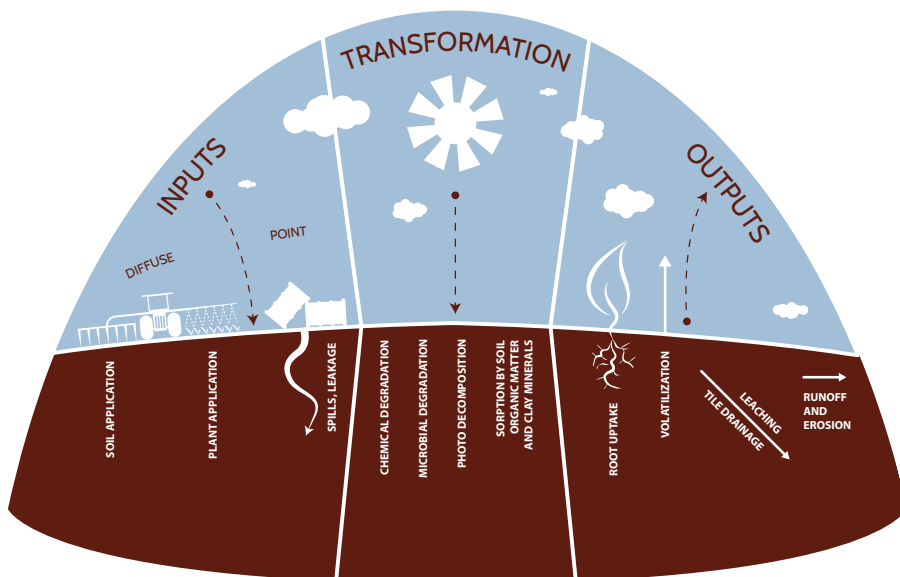 TRANSFORMATION
INPUTS
OUTPUTS
DIFFUSE
POINT
SOIL APPLICATION
PLANT APPLICATION
SPILLS, LEAKAGE
CHEMICAL DEGRADATION
MICROBIAL DEGRADATION
PHOTO DECOMPOSITION
SORPTION BY SOIL
ORGANIC MATTER
AND CLAY MINERALS
ROOT UPTAKE
VOLATILIZATION
LEACHING
TILE DRAINAGE
RUNOFF
AND
EROSION